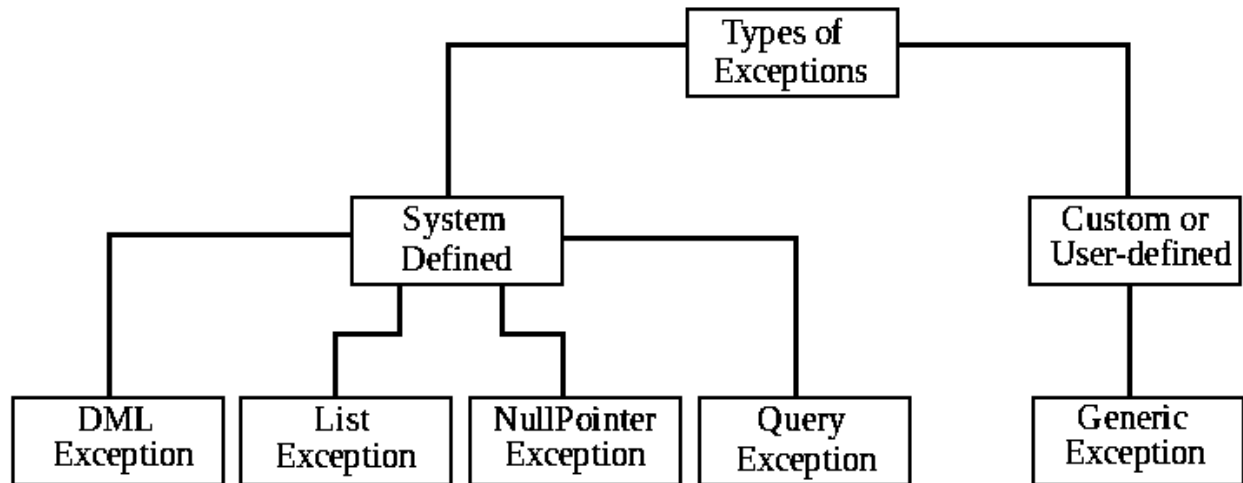 Types of
Exceptions
System
Defined
Custom or
User-defined
DML
Exception
List
Exception
NullPointer
Exception
Query
Exception
Generic
Exception